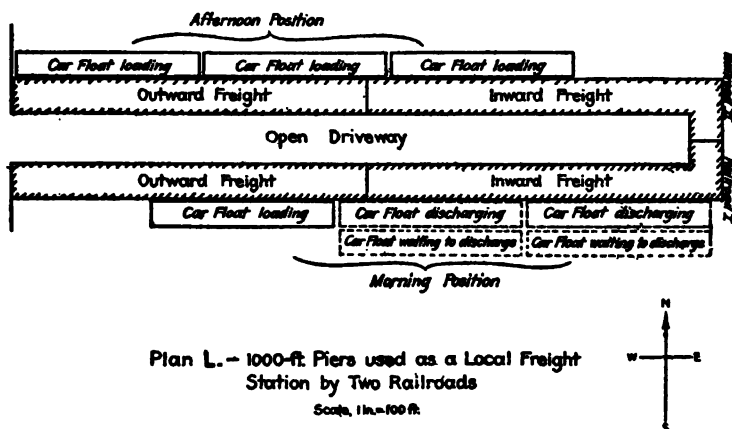 Afternoon Position
Car Float loading Car Float loading Car Float loading
Outward Freight Inward Freight
Open Driveway
Outward Freight Inward Freight
Car Float loading Car Float discharging Car Float discharging
Car Float waiting to discharge Car Float waiting to discharge
Morning Position
N
W E
S
Plan L.- 1000-ft. Piers used as a Local Freight
Station by Two Railroads
Scale, 1 in.=100 ft.